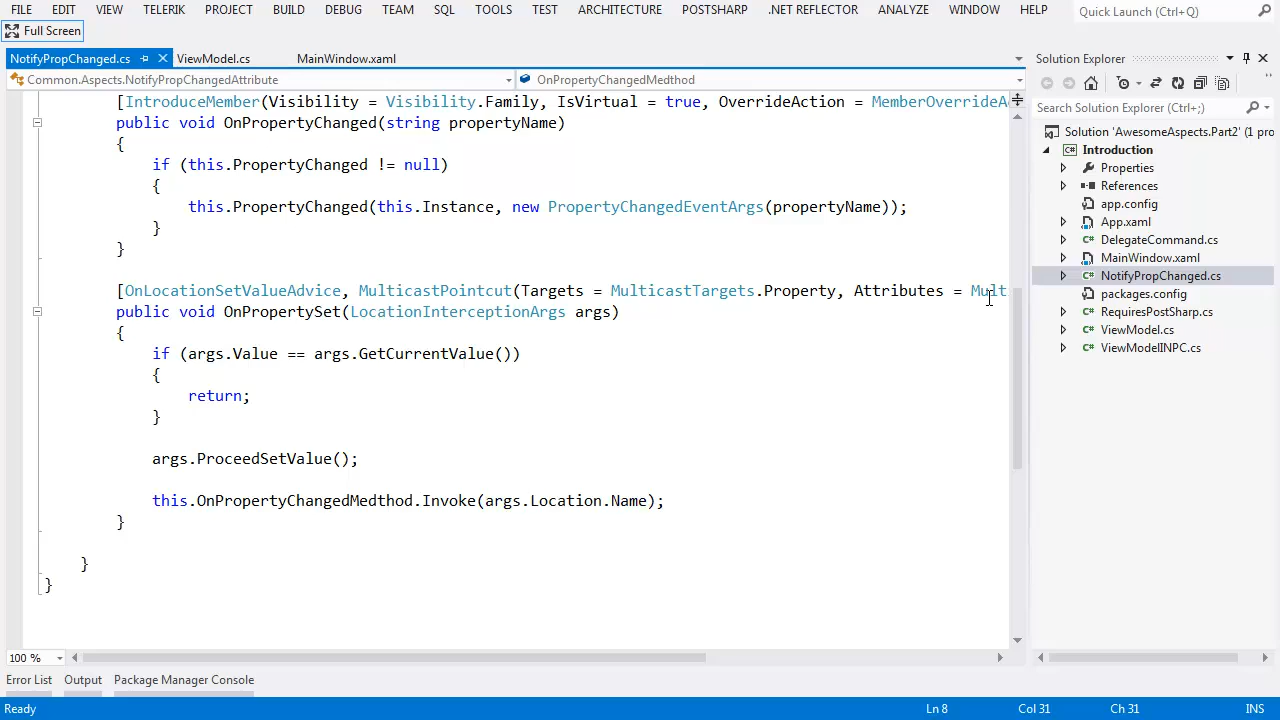 FILE EDIT VIEW TELERIK PROJECT BUILD DEBUG TEAM SQL TOOLS TEST ARCHITECTURE POSTSHARP .NET REFLECTOR ANALYZE WINDOW HELP Quick Launch (Ctrl+Q)
Full Screen
NotifyPropChanged.cs ViewModel.cs MainWindow.xaml
Common.Aspects.NotifyPropChangedAttribute OnPropertyChangedMedthod
[IntroduceMember(Visibility = Visibility.Family, IsVirtual = true, OverrideAction = MemberOverrideA
public void OnPropertyChanged(string propertyName)
{
if (this.PropertyChanged != null)
{
this.PropertyChanged(this.Instance, new PropertyChangedEventArgs(propertyName));
}
}
[OnLocationSetValueAdvice, MulticastPointcut(Targets = MulticastTargets.Property, Attributes = Multi
public void OnPropertySet(LocationInterceptionArgs args)
{
if (args.Value == args.GetCurrentValue())
{
return;
}
args.ProceedSetValue();
this.OnPropertyChangedMedthod.Invoke(args.Location.Name);
}
}
}
100 %
Solution Explorer
Search Solution Explorer (Ctrl+;)
Solution 'AwesomeAspects.Part2' (1 pro
Introduction
Properties
References
app.config
App.xaml
DelegateCommand.cs
MainWindow.xaml
NotifyPropChanged.cs
packages.config
RequiresPostSharp.cs
ViewModel.cs
ViewModelINPC.cs
Error List Output Package Manager Console
Ready Ln 8 Col 31 Ch 31 INS